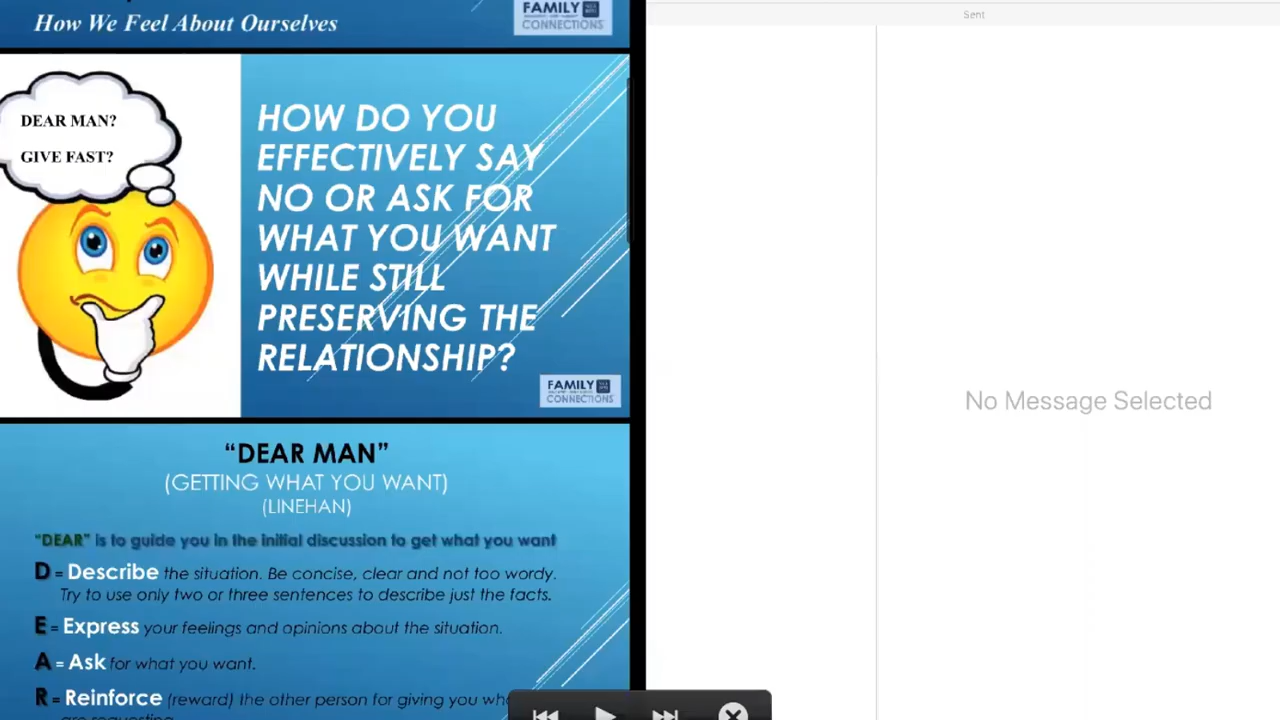 How We Feel About Ourselves
FAMILY
CONNECTIONS
DEAR MAN?
GIVE FAST?
HOW DO YOU
EFFECTIVELY SAY
NO OR ASK FOR
WHAT YOU WANT
WHILE STILL
PRESERVING THE
RELATIONSHIP?
FAMILY
CONNECTIONS
“DEAR MAN”
(GETTING WHAT YOU WANT)
(LINEHAN)
“DEAR” is to guide you in the initial discussion to get what you want
D = Describe the situation. Be concise, clear and not too wordy.
Try to use only two or three sentences to describe just the facts.
E = Express your feelings and opinions about the situation.
A = Ask for what you want.
R = Reinforce (reward) the other person for giving you
are requesting
Sent
No Message Selected